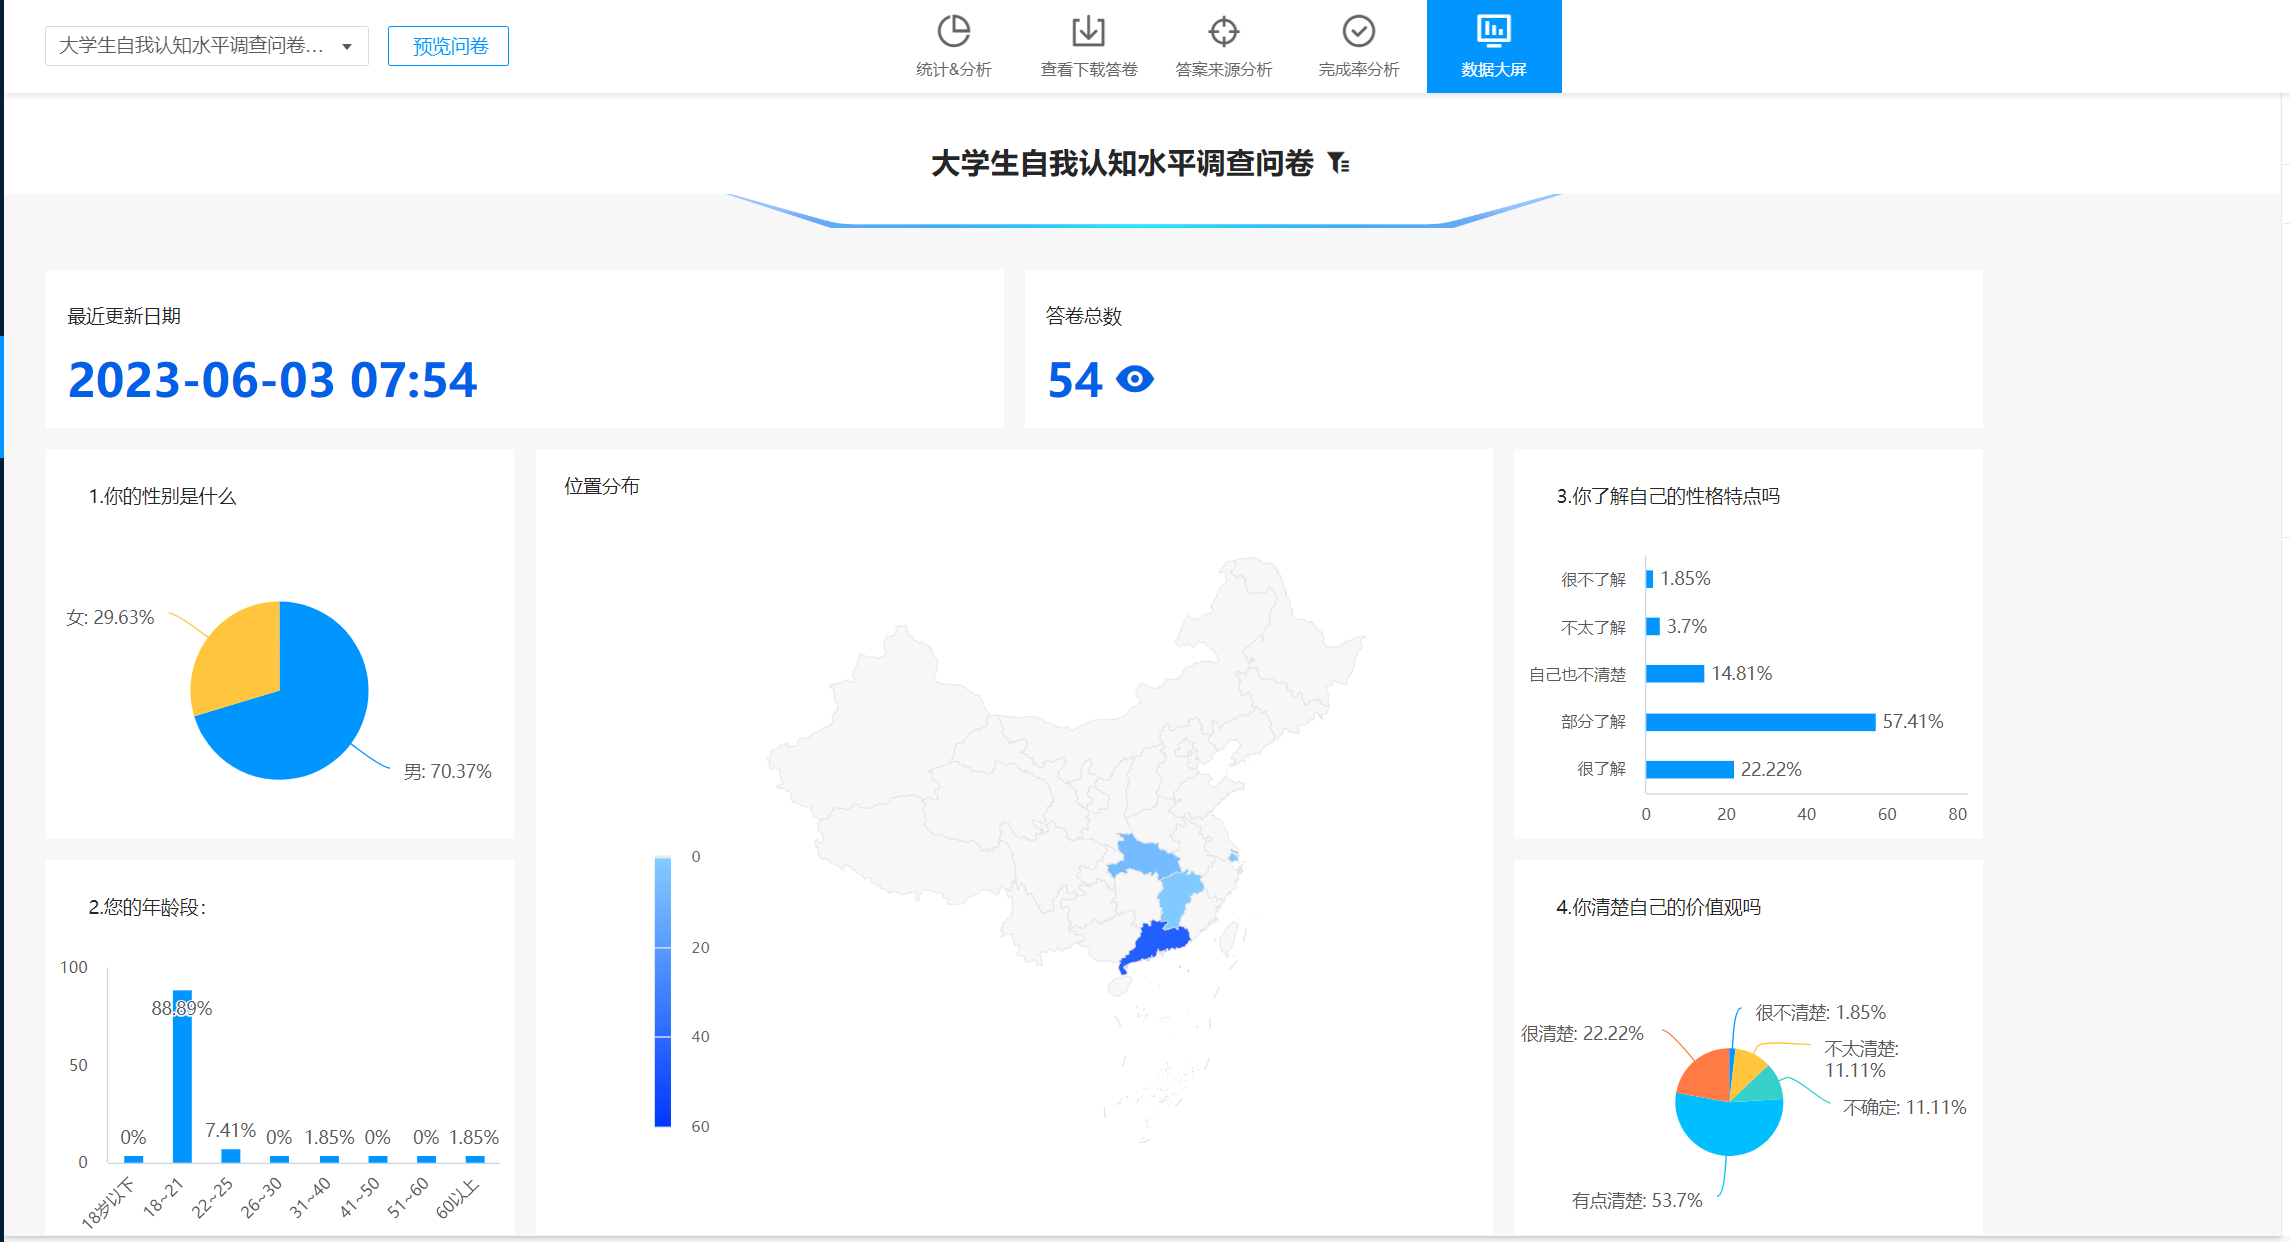 大学生自我认知水平调查问卷...
预览问卷
统计&分析
查看下载答卷
答案来源分析
完成率分析
数据大屏
大学生自我认知水平调查问卷
最近更新日期
2023-06-03 07:54
答卷总数
54
1.你的性别是什么
女: 29.63%
男: 70.37%
位置分布
0
20
40
60
3.你了解自己的性格特点吗
很不了解 1.85%
不太了解 3.7%
自己也不清楚 14.81%
部分了解 57.41%
很了解 22.22%
0 20 40 60 80
2.您的年龄段：
100
50
0
0% 88.89% 7.41% 0% 1.85% 0% 0% 1.85%
18岁以下 18~21 22~25 26~30 31~40 41~50 51~60 60以上
4.你清楚自己的价值观吗
很不清楚: 1.85%
很清楚: 22.22%
不太清楚:
11.11%
不确定: 11.11%
有点清楚: 53.7%